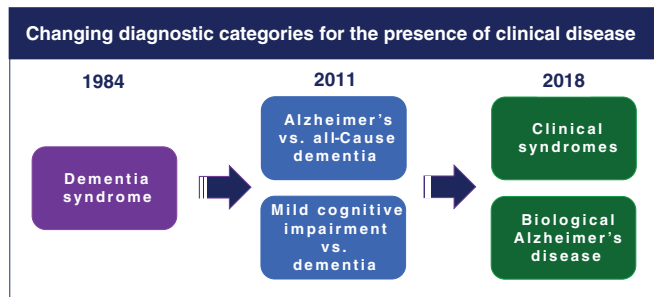 Changing diagnostic categories for the presence of clinical disease
1984
2011
2018
Dementia
syndrome
Alzheimer's
vs. all-Cause
dementia
Mild cognitive
impairment
vs.
dementia
Clinical
syndromes
Biological
Alzheimer's
disease